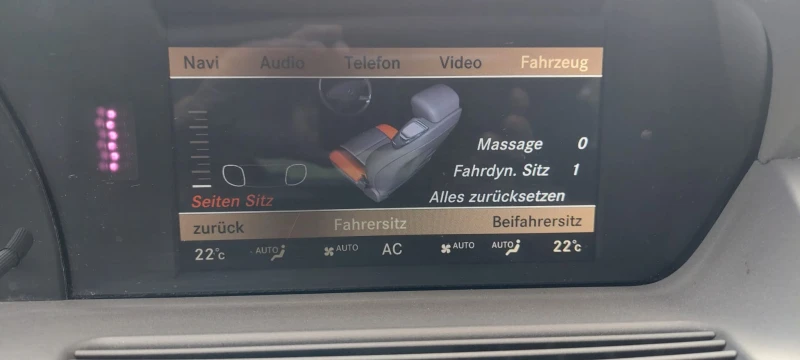 Navi Audio Telefon Video Fahrzeug
Massage 0
Fahrdyn. Sitz 1
Seiten Sitz
Alles zurücksetzen
zurück Fahrersitz Beifahrersitz
22°c AUTO AUTO AC AUTO AUTO 22°c